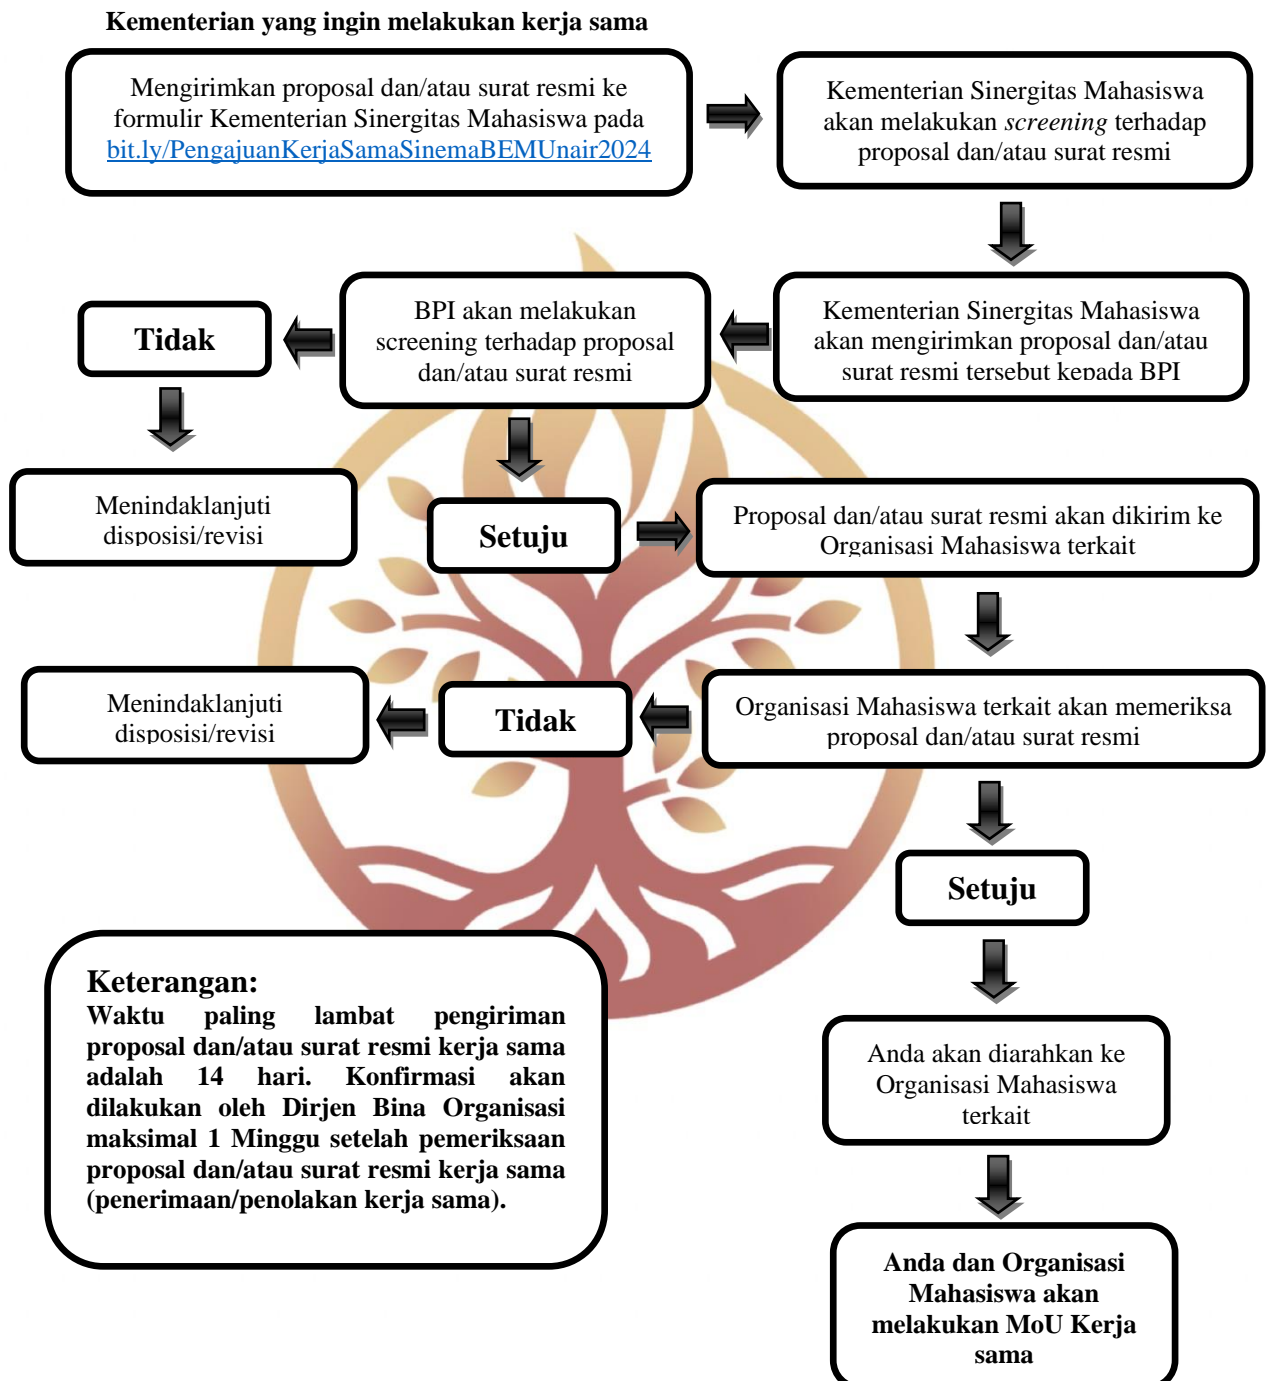 Kementerian yang ingin melakukan kerja sama
Mengirimkan proposal dan/atau surat resmi ke
formulir Kementerian Sinergitas Mahasiswa pada
bit.ly/PengajuanKerjaSamaSinemaBEMUnair2024
Kementerian Sinergitas Mahasiswa
akan melakukan screening terhadap
proposal dan/atau surat resmi
Kementerian Sinergitas Mahasiswa
akan mengirimkan proposal dan/atau
surat resmi tersebut kepada BPI
BPI akan melakukan
screening terhadap proposal
dan/atau surat resmi
Tidak
Menindaklanjuti
disposisi/revisi
Setuju
Proposal dan/atau surat resmi akan dikirim ke
Organisasi Mahasiswa terkait
Organisasi Mahasiswa terkait akan memeriksa
proposal dan/atau surat resmi
Tidak
Menindaklanjuti
disposisi/revisi
Setuju
Anda akan diarahkan ke
Organisasi Mahasiswa
terkait
Anda dan Organisasi
Mahasiswa akan
melakukan MoU Kerja
sama
Keterangan:
Waktu paling lambat pengiriman
proposal dan/atau surat resmi kerja sama
adalah 14 hari. Konfirmasi akan
dilakukan oleh Dirjen Bina Organisasi
maksimal 1 Minggu setelah pemeriksaan
proposal dan/atau surat resmi kerja sama
(penerimaan/penolakan kerja sama).